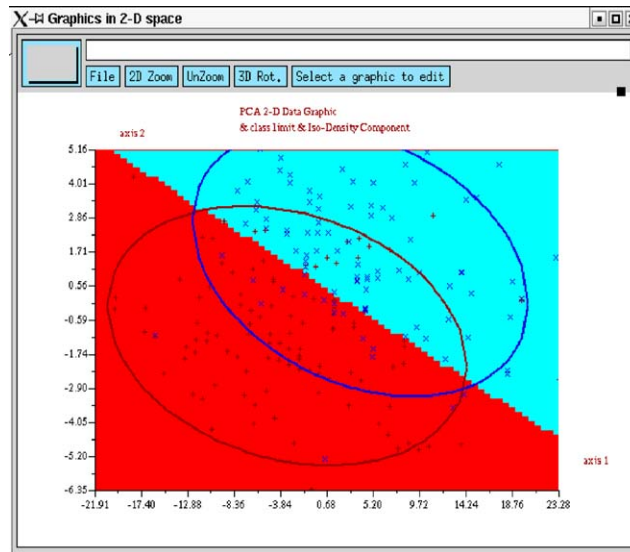 Graphics in 2-D space
File 2D Zoom UnZoom 3D Rot. Select a graphic to edit
PCA 2-D Data Graphic
& class limit & Iso-Density Component
axis 2
5.16
4.01
2.86
1.71
0.56
-0.59
-1.74
-2.90
-4.05
-5.20
-6.35
axis 1
-21.91 -17.40 -12.88 -8.36 -3.84 0.68 5.20 9.72 14.24 18.76 23.28